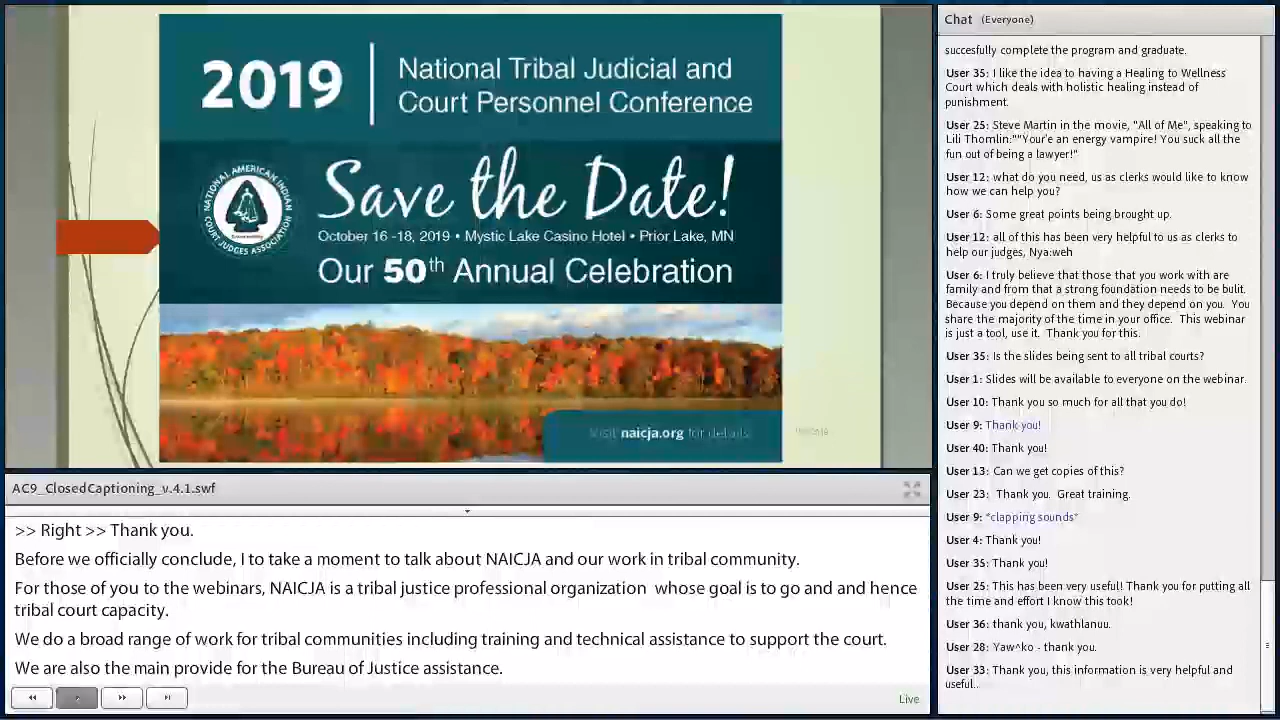 2019
National Tribal Judicial and
Court Personnel Conference
NATIONAL AMERICAN INDIAN
COURT JUDGES ASSOCIATION
Save the Date!
October 16 -18, 2019 • Mystic Lake Casino Hotel • Prior Lake, MN
Our 50th Annual Celebration
Visit naicja.org for details
AC9_ClosedCaptioning_v.4.1.swf
>> Right >> Thank you.
Before we officially conclude, I to take a moment to talk about NAICJA and our work in tribal community.
For those of you to the webinars, NAICJA is a tribal justice professional organization whose goal is to go and and hence
tribal court capacity.
We do a broad range of work for tribal communities including training and technical assistance to support the court.
We are also the main provide for the Bureau of Justice assistance.
Live
Chat (Everyone)
succesfully complete the program and graduate.
User 35: I like the idea to having a Healing to Wellness
Court which deals with holistic healing instead of
punishment.
User 25: Steve Martin in the movie, "All of Me", speaking to
Lili Thomlin:""Your'e an energy vampire! You suck all the
fun out of being a lawyer!"
User 12: what do you need, us as clerks would like to know
how we can help you?
User 6: Some great points being brought up.
User 12: all of this has been very helpful to us as clerks to
help our judges, Nya:weh
User 6: I truly believe that those that you work with are
family and from that a strong foundation needs to be bulit.
Because you depend on them and they depend on you. You
share the majority of the time in your office. This webinar
is just a tool, use it. Thank you for this.
User 35: Is the slides being sent to all tribal courts?
User 1: Slides will be available to everyone on the webinar.
User 10: Thank you so much for all that you do!
User 9: Thank you!
User 40: Thank you!
User 13: Can we get copies of this?
User 23: Thank you. Great training.
User 9: *clapping sounds*
User 4: Thank you!
User 35: Thank you!
User 25: This has been very useful! Thank you for putting all
the time and effort I know this took!
User 36: thank you, kwathlanuu.
User 28: Yaw^ko - thank you.
User 33: Thank you, this information is very helpful and
useful..